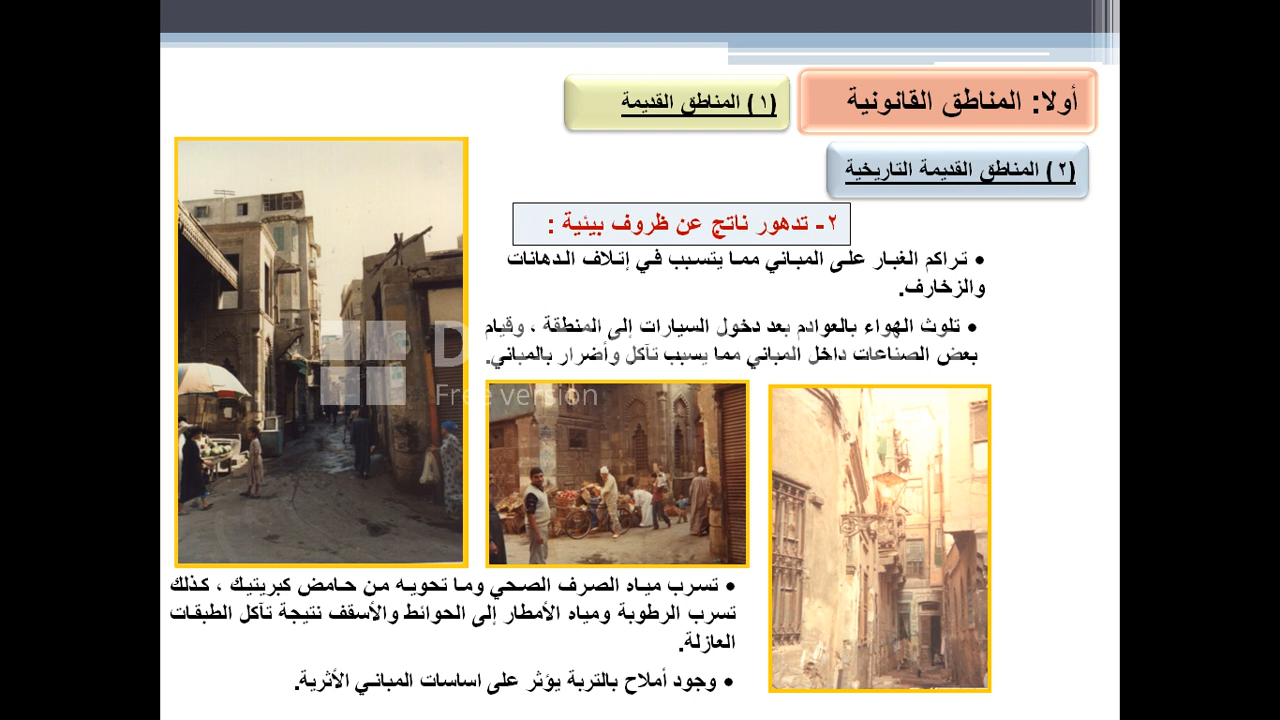 أولا: المناطق القانونية
(١) المناطق القديمة
(٢) المناطق القديمة التاريخية
٢- تدهور ناتج عن ظروف بيئية :
• تراكم الغبار على المباني مما يتسبب في إتلاف الدهانات
والزخارف.
• تلوث الهواء بالعوادم بعد دخول السيارات إلى المنطقة ، وقيام
بعض الصناعات داخل المباني مما يسبب تآكل وأضرار بالمباني.
Free version
• تسرب مياه الصرف الصحي وما تحويه من حامض كبريتيك ، كذلك
تسرب الرطوبة ومياه الأمطار إلى الحوائط والأسقف نتيجة تآكل الطبقات
العازلة.
• وجود أملاح بالتربة يؤثر على اساسات المباني الأثرية.